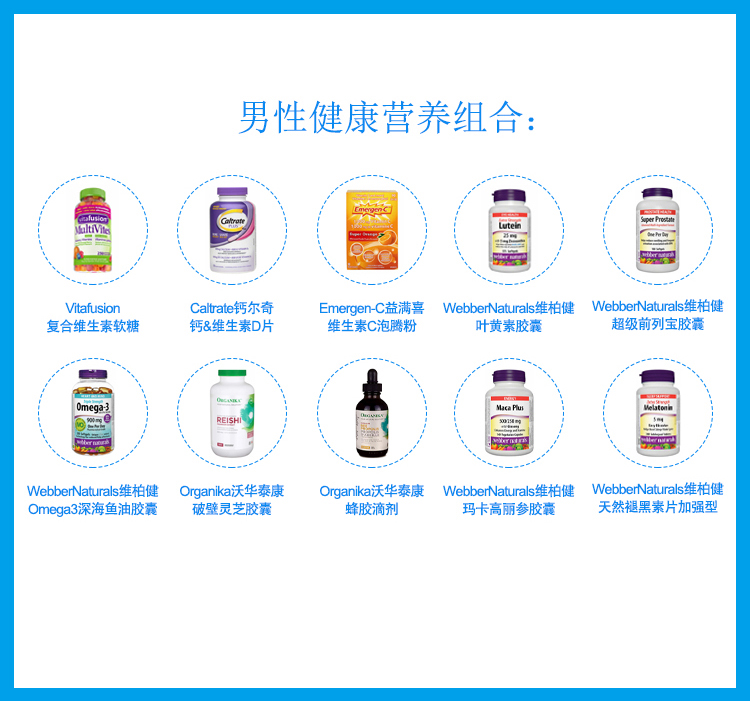 男性健康营养组合：
vitafusion
MultiVites
Caltrate
PLUS
Emergen-C
Super Orange
Lutein
25 mg
webber naturals
Super Prostate
One Per Day
webber naturals
Vitafusion
复合维生素软糖
Caltrate钙尔奇
钙&维生素D片
Emergen-C益满喜
维生素C泡腾粉
WebberNaturals维柏健
叶黄素胶囊
WebberNaturals维柏健
超级前列宝胶囊
Omega-3
900 mg
webber naturals
ORGANIKA
REISHI
ORGANIKA
Maca Plus
webber naturals
Melatonin
5 mg
webber naturals
WebberNaturals维柏健
Omega3深海鱼油胶囊
Organika沃华泰康
破壁灵芝胶囊
Organika沃华泰康
蜂胶滴剂
WebberNaturals维柏健
玛卡高丽参胶囊
WebberNaturals维柏健
天然褪黑素片加强型